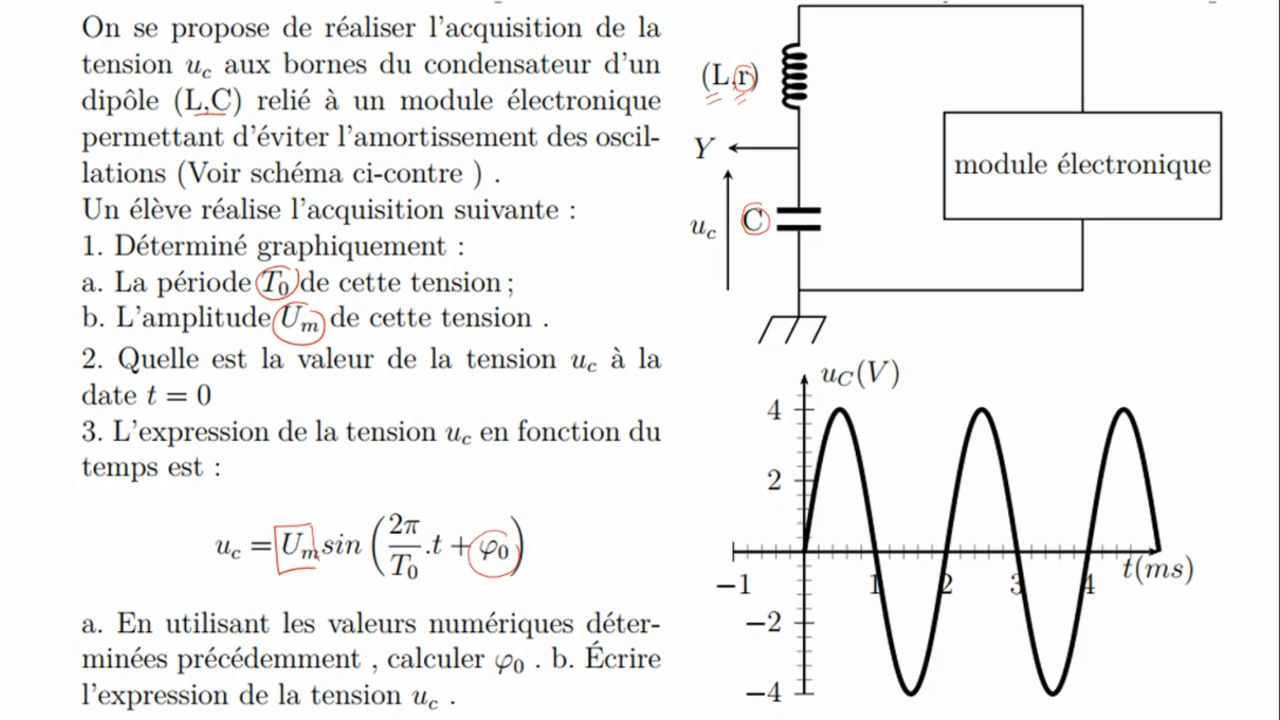 On se propose de réaliser l'acquisition de la
tension u_c aux bornes du condensateur d'un
dipôle (L,C) relié à un module électronique
permettant d'éviter l'amortissement des oscil-
lations (Voir schéma ci-contre ) .
Un élève réalise l'acquisition suivante :
1. Déterminé graphiquement :
a. La période T_0 de cette tension ;
b. L'amplitude U_m de cette tension .
2. Quelle est la valeur de la tension u_c à la
date t = 0
3. L'expression de la tension u_c en fonction du
temps est :
u_c = U_m sin (2π/T_0 .t + φ_0)
a. En utilisant les valeurs numériques déter-
minées précédemment , calculer φ_0 . b. Écrire
l'expression de la tension u_c .
(L,r)
Y
module électronique
u_c
C
u_C(V)
4
2
−1
1
2
3
4
t(ms)
−2
−4